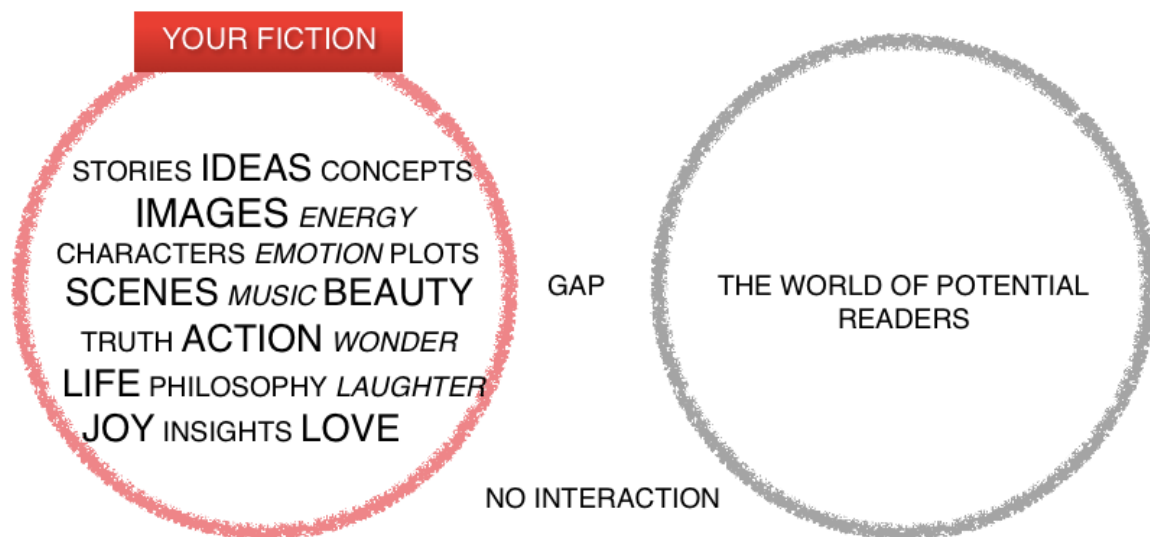 YOUR FICTION
STORIES IDEAS CONCEPTS
IMAGES ENERGY
CHARACTERS EMOTION PLOTS
SCENES MUSIC BEAUTY
TRUTH ACTION WONDER
LIFE PHILOSOPHY LAUGHTER
JOY INSIGHTS LOVE
GAP
THE WORLD OF POTENTIAL
READERS
NO INTERACTION